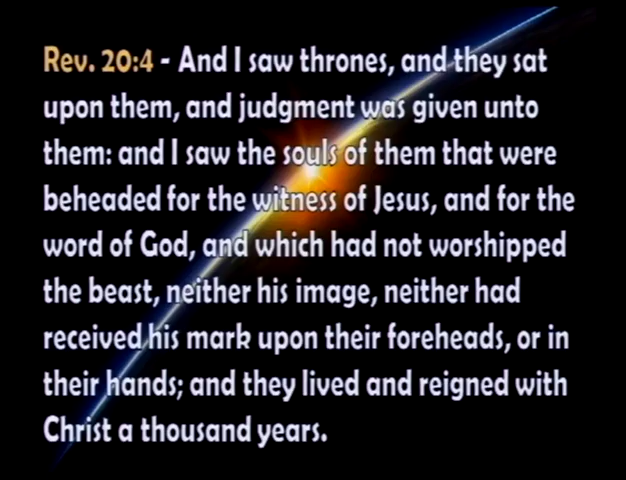 Rev. 20:4 - And I saw thrones, and they sat
upon them, and judgment was given unto
them: and I saw the souls of them that were
beheaded for the witness of Jesus, and for the
word of God, and which had not worshipped
the beast, neither his image, neither had
received his mark upon their foreheads, or in
their hands; and they lived and reigned with
Christ a thousand years.